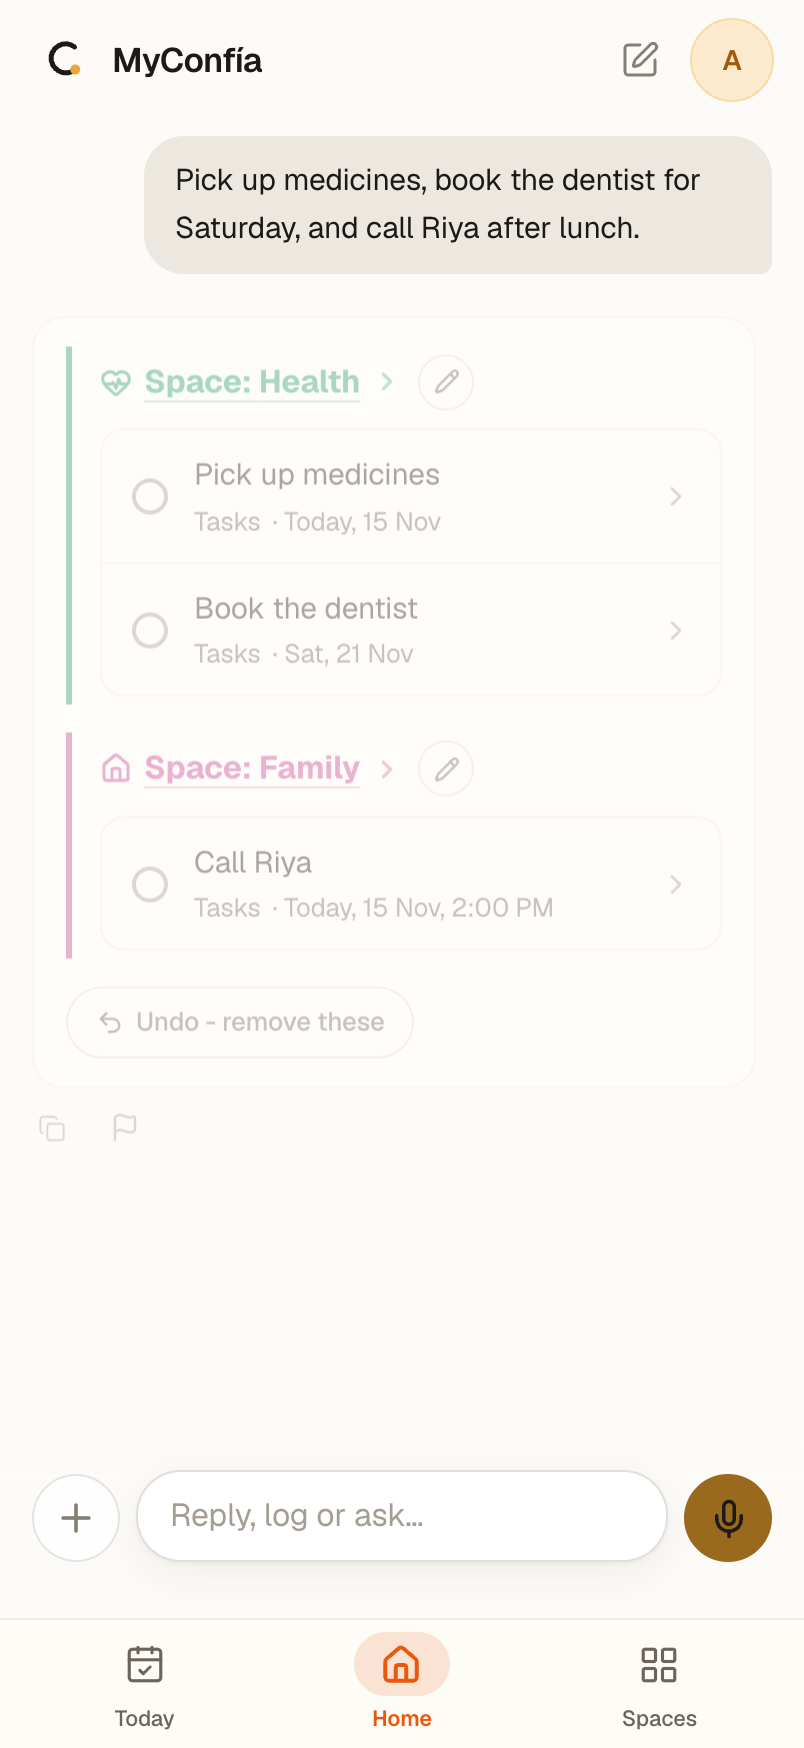 MyConfía
A
Pick up medicines, book the dentist for
Saturday, and call Riya after lunch.
Space: Health
Pick up medicines
Tasks · Today, 15 Nov
Book the dentist
Tasks · Sat, 21 Nov
Space: Family
Call Riya
Tasks · Today, 15 Nov, 2:00 PM
Undo - remove these
Reply, log or ask...
Today
Home
Spaces